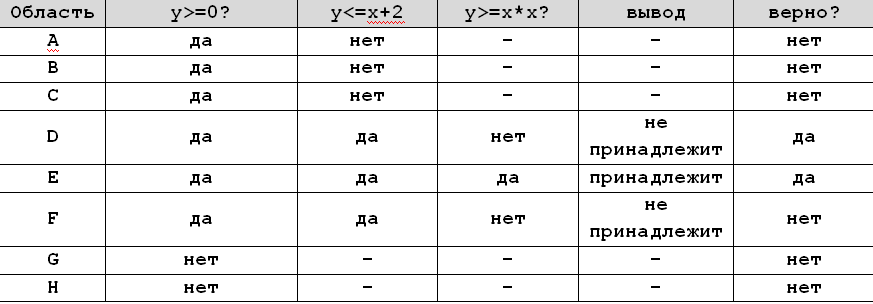 Область y>=0? y<=x+2 y>=x*x? вывод верно?
A да нет – – нет
B да нет – – нет
C да нет – – нет
D да да нет не принадлежит да
E да да да принадлежит да
F да да нет не принадлежит нет
G нет – – – нет
H нет – – – нет